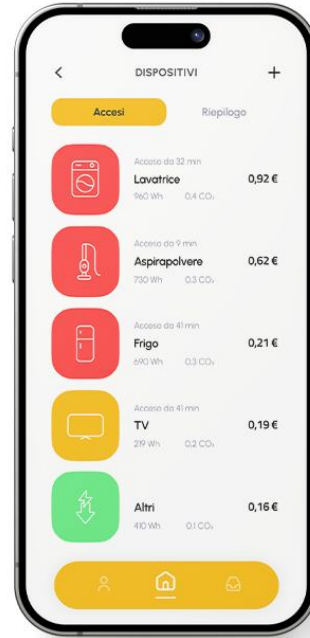 DISPOSITIVI
Accesi Riepilogo
Acceso da 32 min
Lavatrice 0,92 €
960 Wh 0,4 CO₂
Acceso da 9 min
Aspirapolvere 0,62 €
730 Wh 0,3 CO₂
Acceso da 41 min
Frigo 0,21 €
690 Wh 0,3 CO₂
Acceso da 41 min
TV 0,19 €
219 Wh 0,2 CO₂
Altri 0,16 €
410 Wh 0,1 CO₂